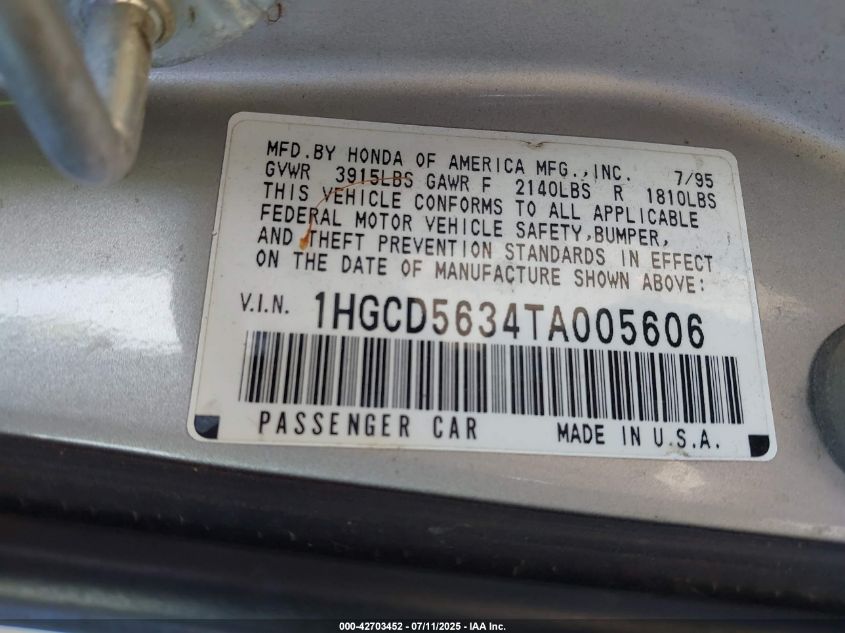 MFD.BY HONDA OF AMERICA MFG.,INC. 7/95
GVWR 3915LBS GAWR F 2140LBS R 1810LBS
THIS VEHICLE CONFORMS TO ALL APPLICABLE
FEDERAL MOTOR VEHICLE SAFETY,BUMPER,
AND THEFT PREVENTION STANDARDS IN EFFECT
ON THE DATE OF MANUFACTURE SHOWN ABOVE:
V.I.N. 1HGCD5634TA005606
PASSENGER CAR MADE IN U.S.A.
000-42703452 - 07/11/2025 - IAA Inc.